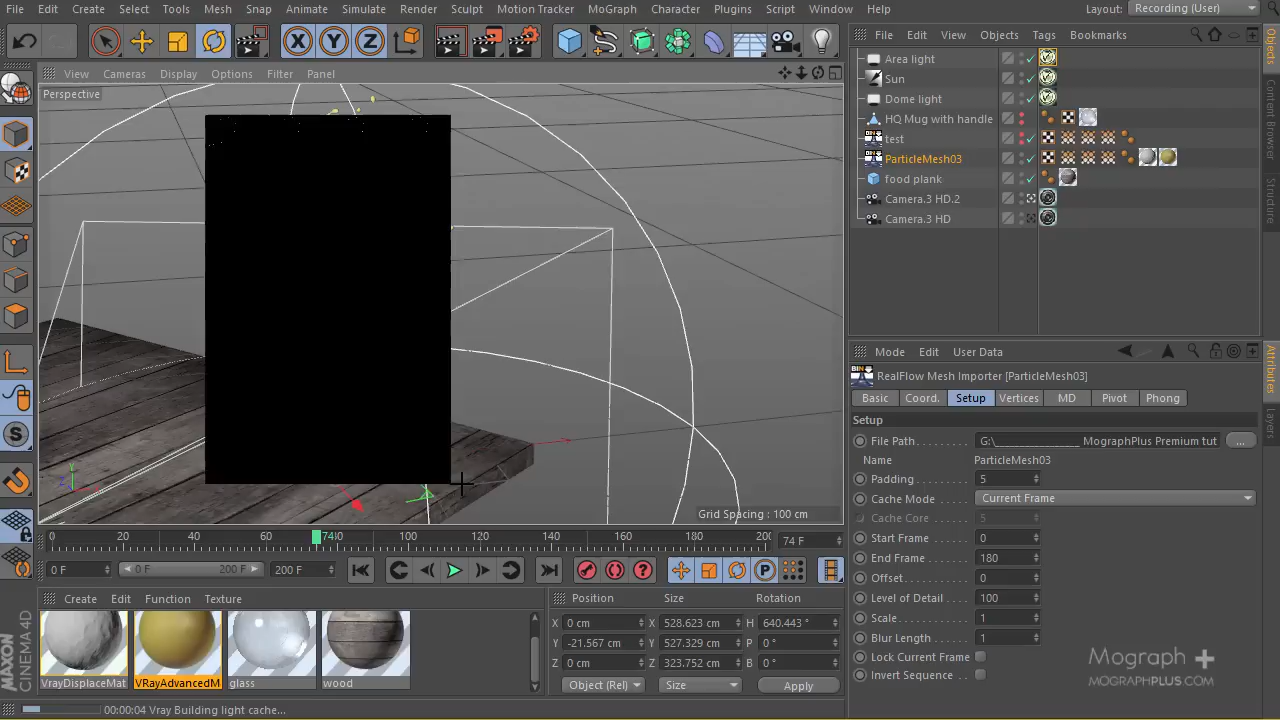 File Edit Create Select Tools Mesh Snap Animate Simulate Render Sculpt Motion Tracker MoGraph Character Plugins Script Window Help Layout: Recording (User)
X Y Z
File Edit View Objects Tags Bookmarks
View Cameras Display Options Filter Panel
Perspective
Area light
Sun
Dome light
HQ Mug with handle
test
ParticleMesh03
food plank
Camera.3 HD.2
Camera.3 HD
Objects
Content Browser
Structure
Y
Z
Grid Spacing : 100 cm
Mode Edit User Data
RealFlow Mesh Importer [ParticleMesh03]
Basic Coord. Setup Vertices MD Pivot Phong
Setup
File Path G:\_______________ MographPlus Premium tut ...
Name ParticleMesh03
Padding 5
Cache Mode Current Frame
Cache Core 5
Start Frame 0
End Frame 180
Offset 0
Level of Detail 100
Scale 1
Blur Length 1
Lock Current Frame
Invert Sequence
Attributes
Layers
0 20 40 60 7480 100 120 140 160 180 200 74 F
0 F 0 F 200 F 200 F
Create Edit Function Texture
VrayDisplaceMat VRayAdvancedM glass wood
Position Size Rotation
X 0 cm X 528.623 cm H 640.443 °
Y -21.567 cm Y 527.329 cm P 0 °
Z 0 cm Z 323.752 cm B 0 °
Object (Rel) Size Apply
MAXON
CINEMA 4D
Mograph +
MOGRAPHPLUS.COM
00:00:04 Vray Building light cache...